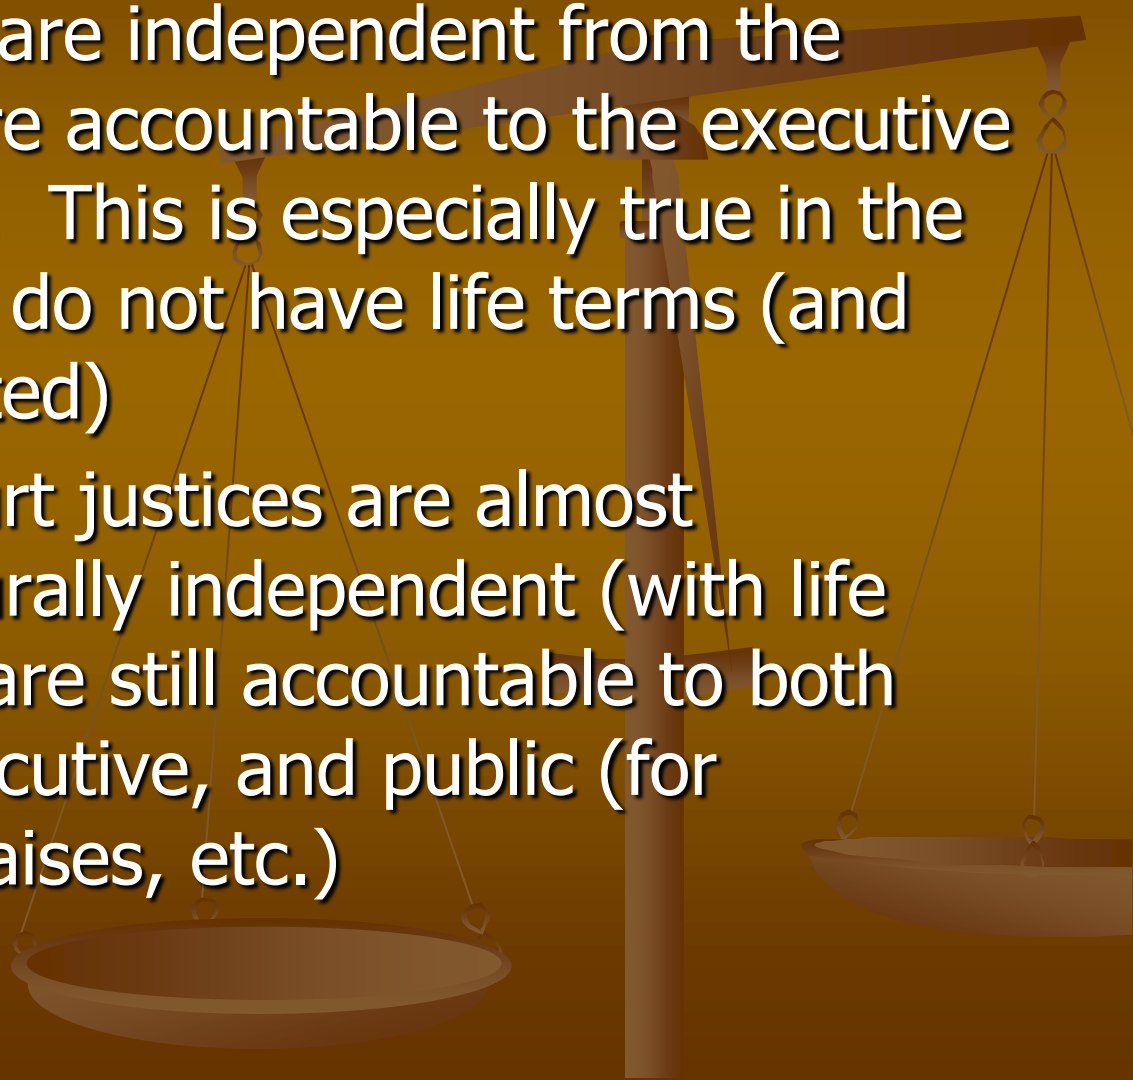 are independent from the
re accountable to the executive
This is especially true in the
do not have life terms (and
ted)
rt justices are almost
rally independent (with life
are still accountable to both
cutive, and public (for
aises, etc.)